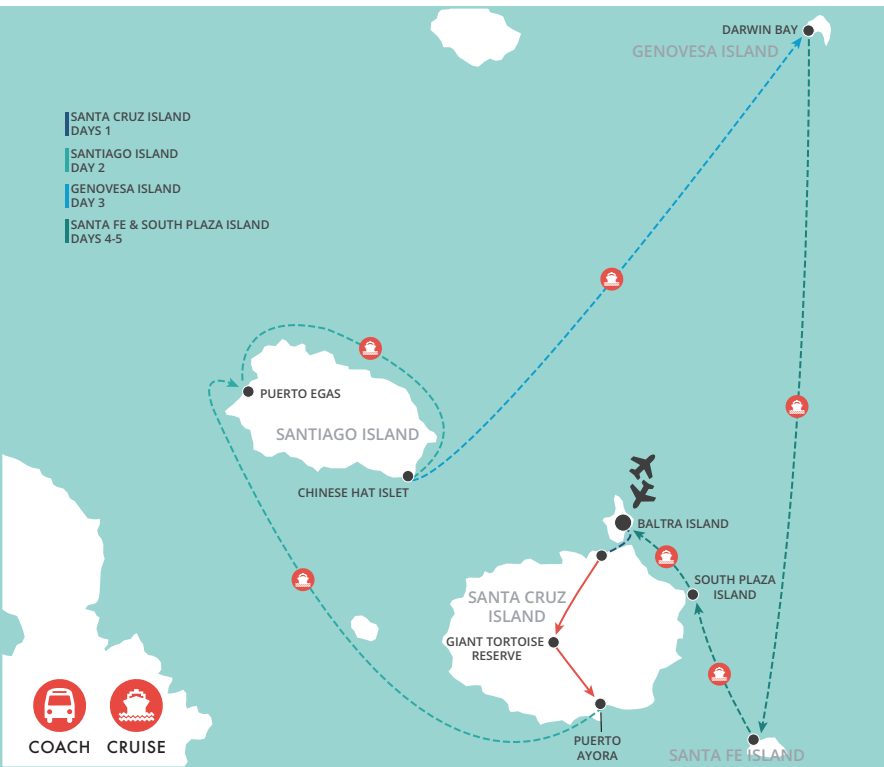 DARWIN BAY
GENOVESA ISLAND
SANTA CRUZ ISLAND
DAYS 1
SANTIAGO ISLAND
DAY 2
GENOVESA ISLAND
DAY 3
SANTA FE & SOUTH PLAZA ISLAND
DAYS 4-5
PUERTO EGAS
SANTIAGO ISLAND
CHINESE HAT ISLET
BALTRA ISLAND
SOUTH PLAZA
ISLAND
SANTA CRUZ
ISLAND
GIANT TORTOISE
RESERVE
PUERTO
AYORA
SANTA FE ISLAND
COACH
CRUISE